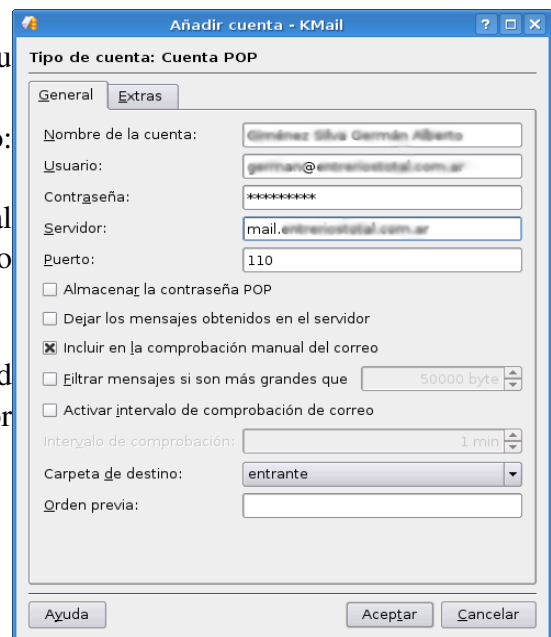 Añadir cuenta - KMail
Tipo de cuenta: Cuenta POP
General Extras
Nombre de la cuenta:
Usuario: @
Contraseña: *********
Servidor: mail.
Puerto: 110
Almacenar la contraseña POP
Dejar los mensajes obtenidos en el servidor
Incluir en la comprobación manual del correo
Filtrar mensajes si son más grandes que 50000 byte
Activar intervalo de comprobación de correo
Intervalo de comprobación: 1 min
Carpeta de destino: entrante
Orden previa:
Ayuda Aceptar Cancelar